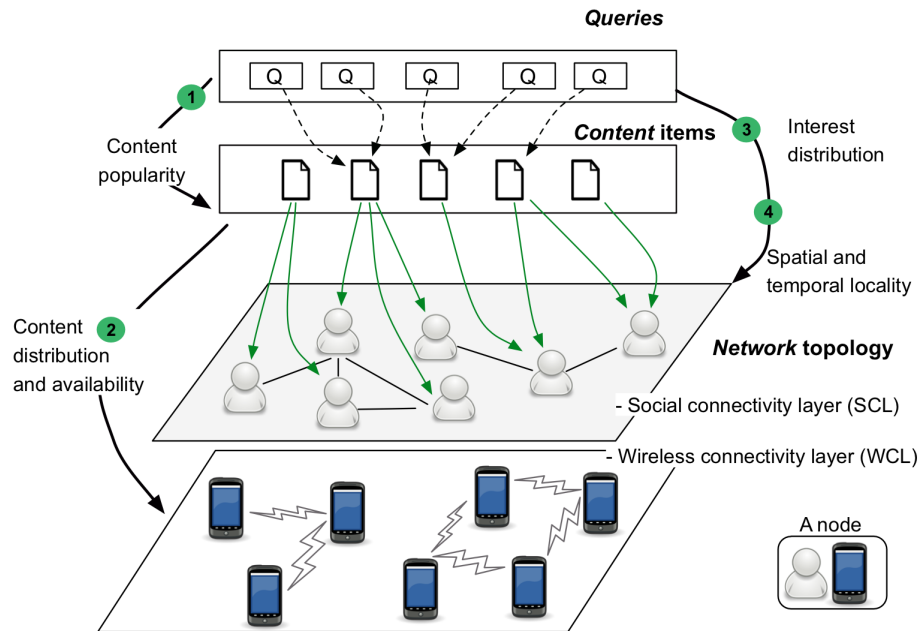 Queries
Q Q Q Q Q
1
Content
popularity
Content items
3
Interest
distribution
4
Spatial and
temporal locality
2
Content
distribution
and availability
Network topology
- Social connectivity layer (SCL)
- Wireless connectivity layer (WCL)
A node